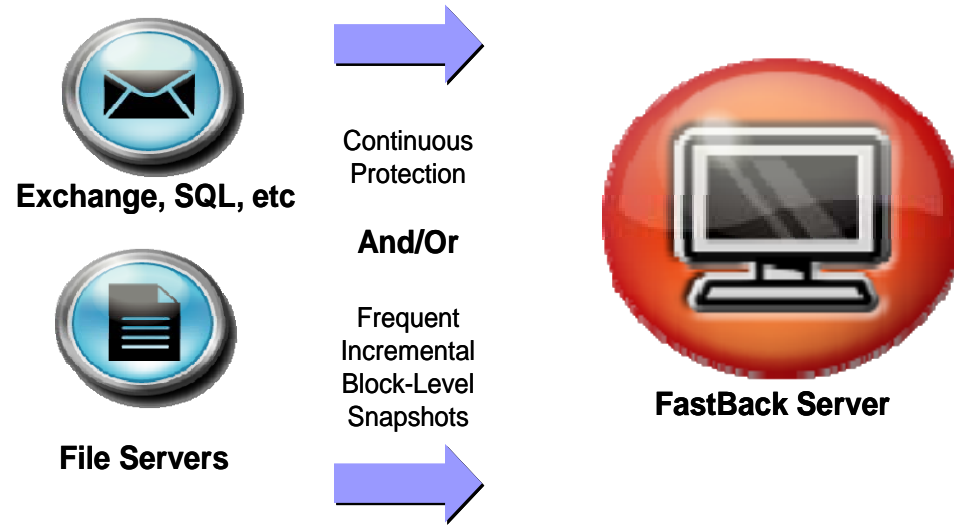 Exchange, SQL, etc
File Servers
Continuous
Protection
And/Or
Frequent
Incremental
Block-Level
Snapshots
FastBack Server